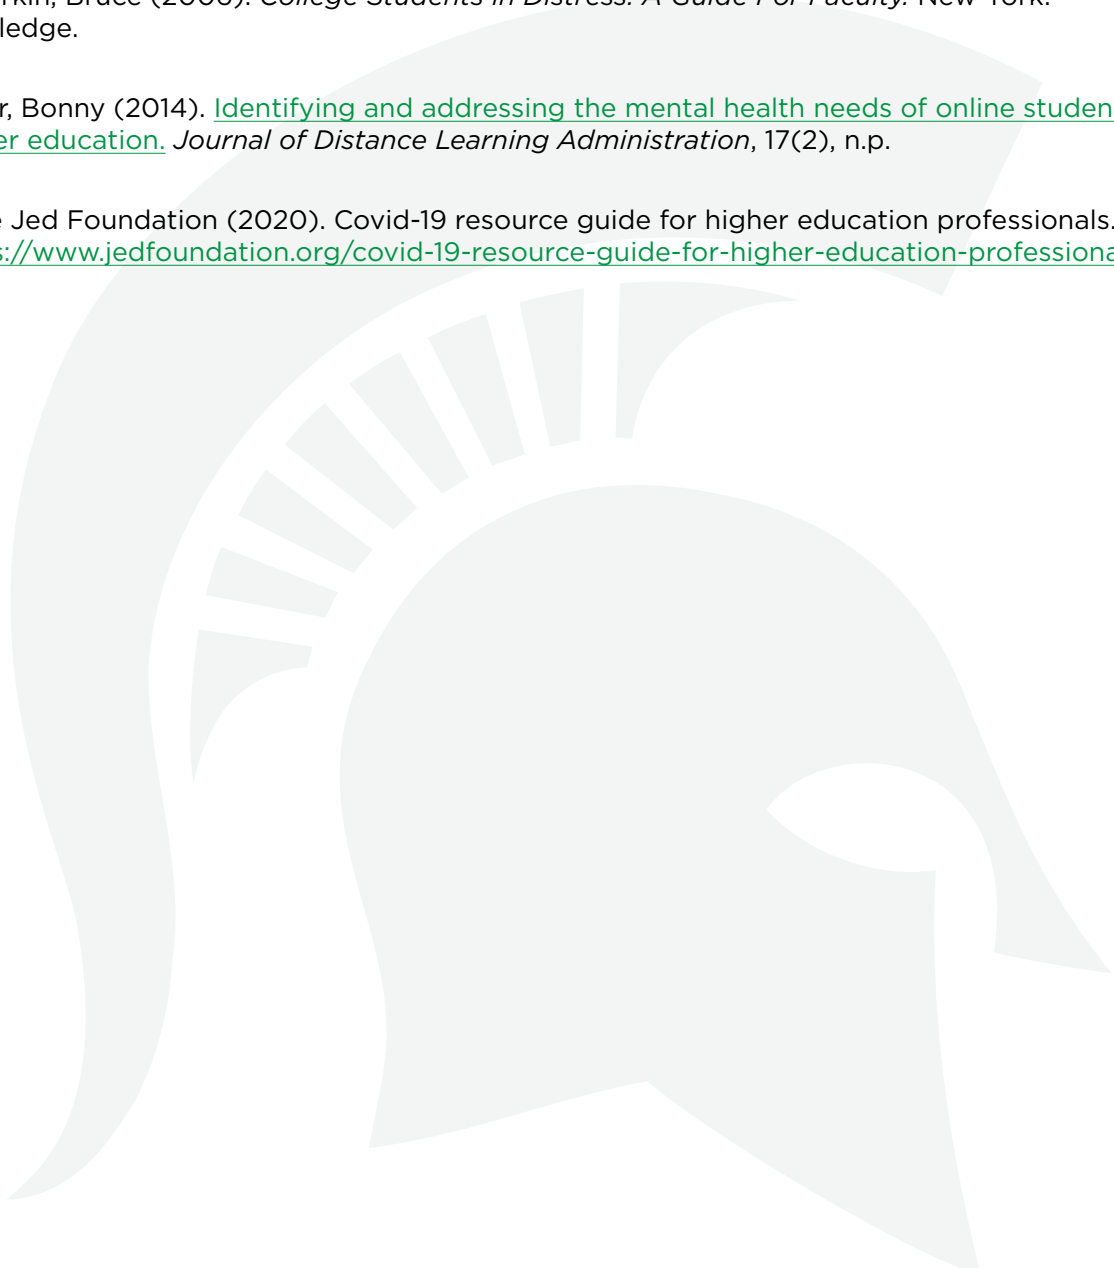 rkin, Bruce (2006). College Students In Distress: A Guide For Faculty. New York:
ledge.
r, Bonny (2014). Identifying and addressing the mental health needs of online studen
er education. Journal of Distance Learning Administration, 17(2), n.p.
e Jed Foundation (2020). Covid-19 resource guide for higher education professionals.
s://www.jedfoundation.org/covid-19-resource-guide-for-higher-education-professiona